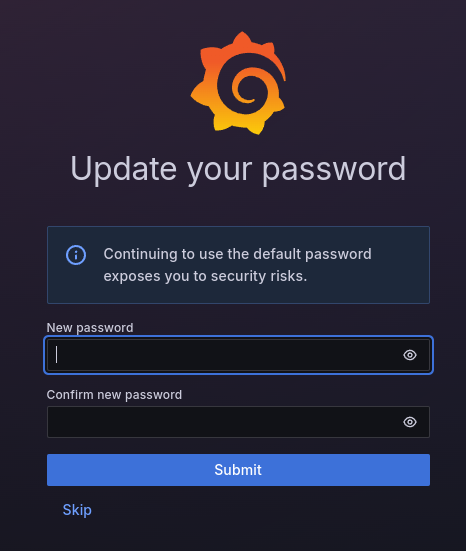 Update your password
Continuing to use the default password
exposes you to security risks.
New password
Confirm new password
Submit
Skip